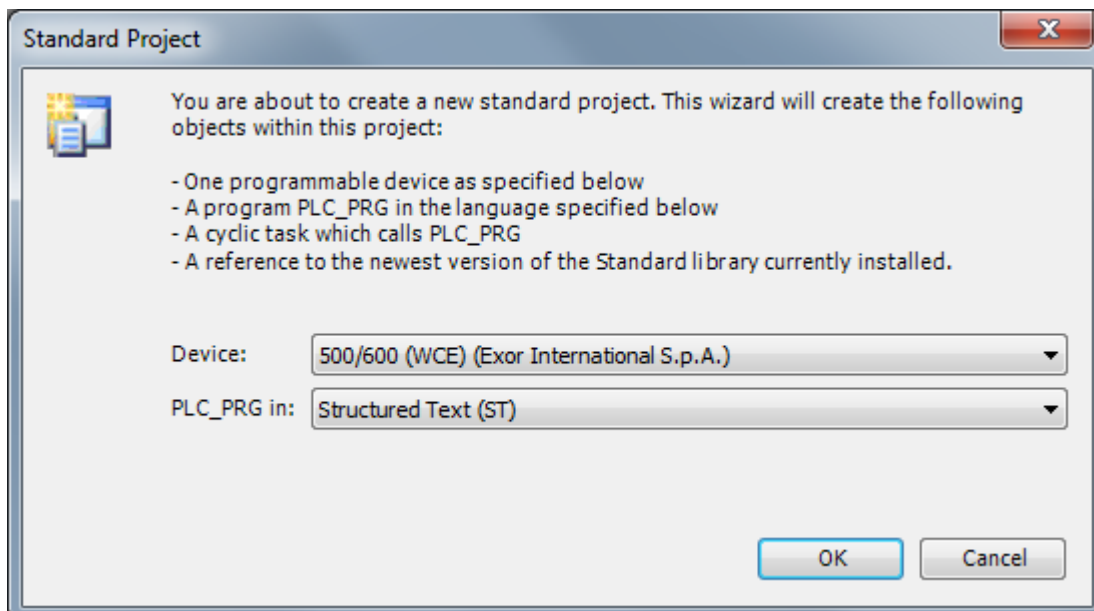 Standard Project
You are about to create a new standard project. This wizard will create the following
objects within this project:
- One programmable device as specified below
- A program PLC_PRG in the language specified below
- A cyclic task which calls PLC_PRG
- A reference to the newest version of the Standard library currently installed.
Device: 500/600 (WCE) (Exor International S.p.A.)
PLC_PRG in: Structured Text (ST)
OK Cancel